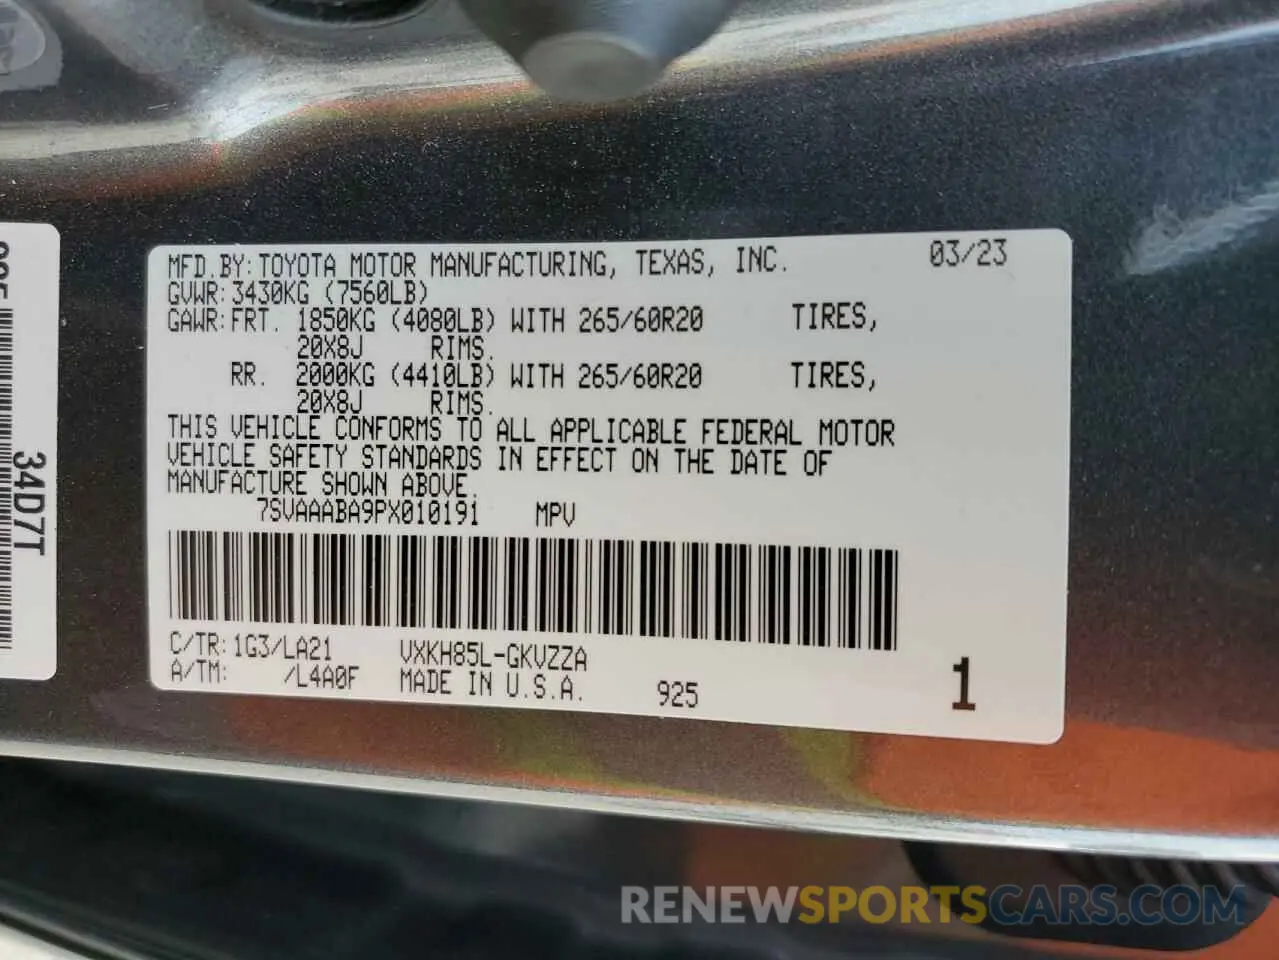 MFD.BY:TOYOTA MOTOR MANUFACTURING, TEXAS, INC. 03/23
GVWR:3430KG (7560LB)
GAWR:FRT. 1850KG (4080LB) WITH 265/60R20 TIRES,
20X8J RIMS.
RR. 2000KG (4410LB) WITH 265/60R20 TIRES,
20X8J RIMS.
THIS VEHICLE CONFORMS TO ALL APPLICABLE FEDERAL MOTOR
VEHICLE SAFETY STANDARDS IN EFFECT ON THE DATE OF
MANUFACTURE SHOWN ABOVE.
7SVAAABA9PX010191 MPV
C/TR:1G3/LA21 VXKH85L-GKVZZA
A/TM: /L4A0F MADE IN U.S.A. 925 1
34D7T
RENEWSPORTSCARS.COM